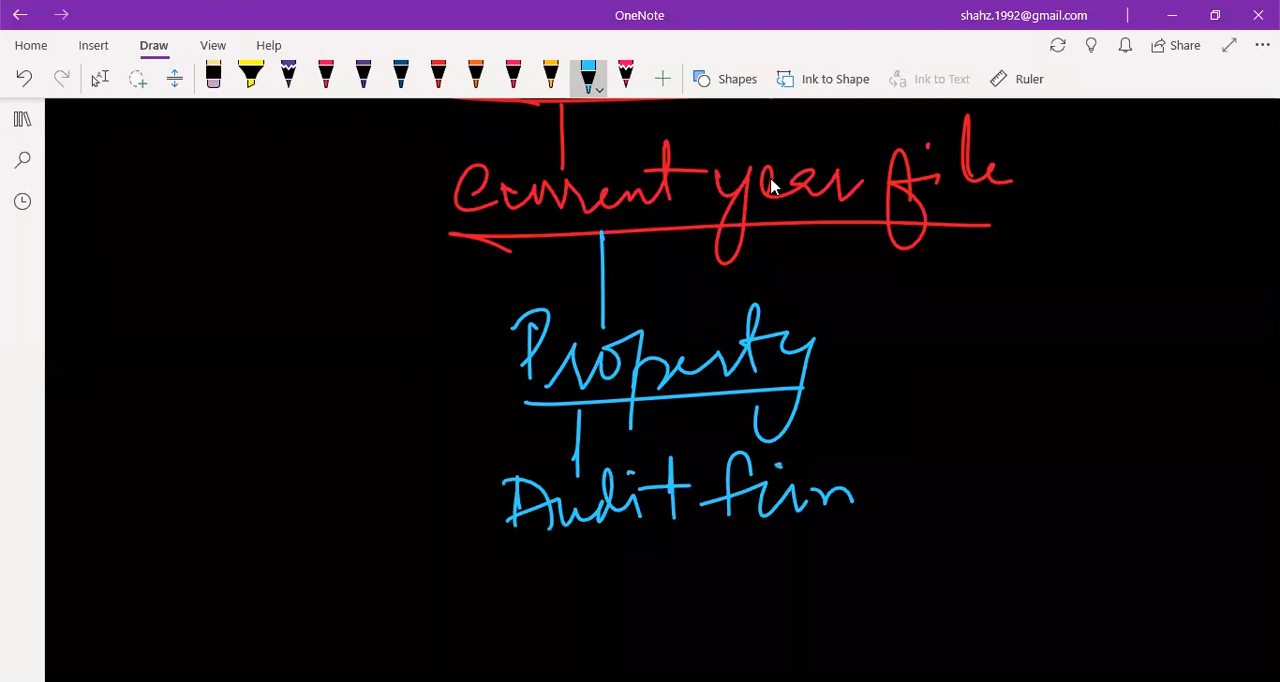 OneNote
shahz.1992@gmail.com
Home Insert Draw View Help
Share
Shapes Ink to Shape Ink to Text Ruler
Current year file
Property
Audit firm